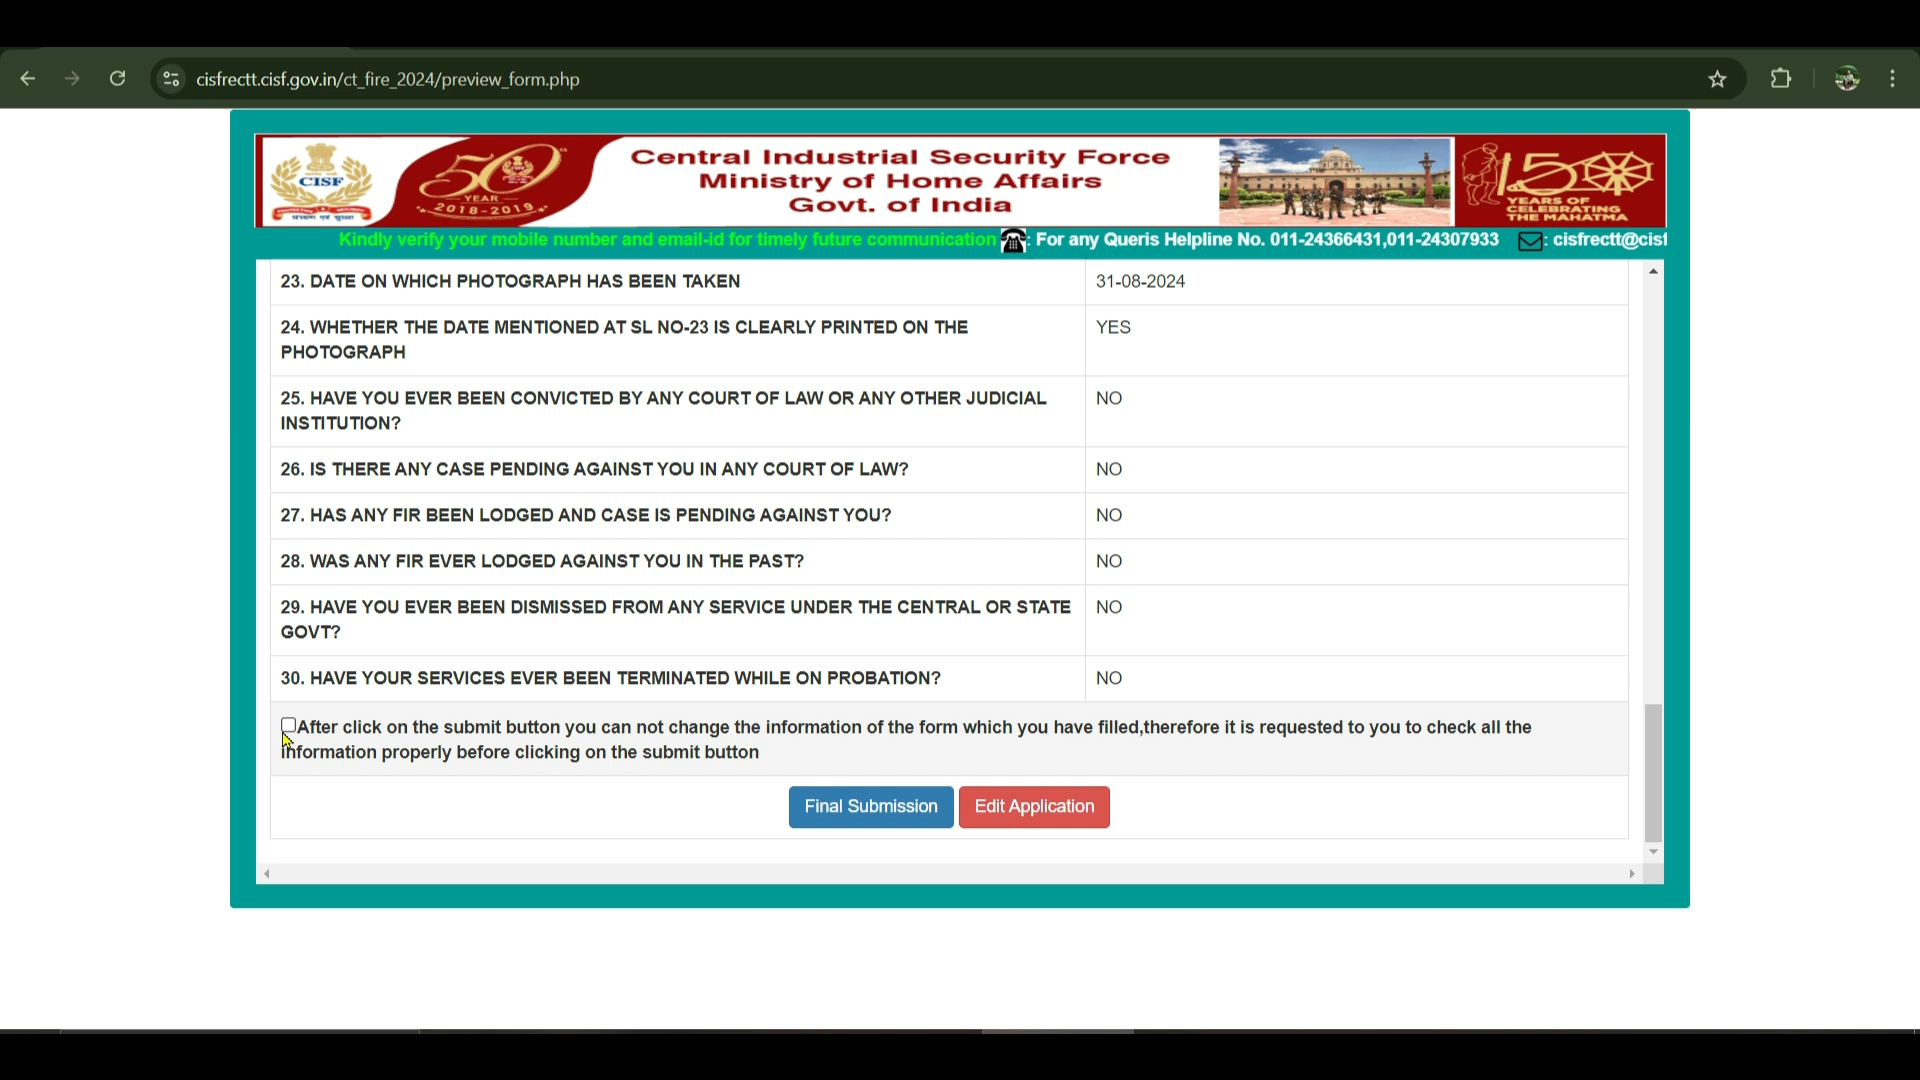 cisfrectt.cisf.gov.in/ct_fire_2024/preview_form.php
CISF
50
YEAR
2018-2019
Central Industrial Security Force
Ministry of Home Affairs
Govt. of India
150
YEARS OF
CELEBRATING
THE MAHATMA
Kindly verify your mobile number and email-id for timely future communication : For any Queris Helpline No. 011-24366431,011-24307933 : cisfrectt@cisf
23. DATE ON WHICH PHOTOGRAPH HAS BEEN TAKEN 31-08-2024
24. WHETHER THE DATE MENTIONED AT SL NO-23 IS CLEARLY PRINTED ON THE YES
PHOTOGRAPH
25. HAVE YOU EVER BEEN CONVICTED BY ANY COURT OF LAW OR ANY OTHER JUDICIAL NO
INSTITUTION?
26. IS THERE ANY CASE PENDING AGAINST YOU IN ANY COURT OF LAW? NO
27. HAS ANY FIR BEEN LODGED AND CASE IS PENDING AGAINST YOU? NO
28. WAS ANY FIR EVER LODGED AGAINST YOU IN THE PAST? NO
29. HAVE YOU EVER BEEN DISMISSED FROM ANY SERVICE UNDER THE CENTRAL OR STATE NO
GOVT?
30. HAVE YOUR SERVICES EVER BEEN TERMINATED WHILE ON PROBATION? NO
After click on the submit button you can not change the information of the form which you have filled,therefore it is requested to you to check all the
information properly before clicking on the submit button
Final Submission Edit Application